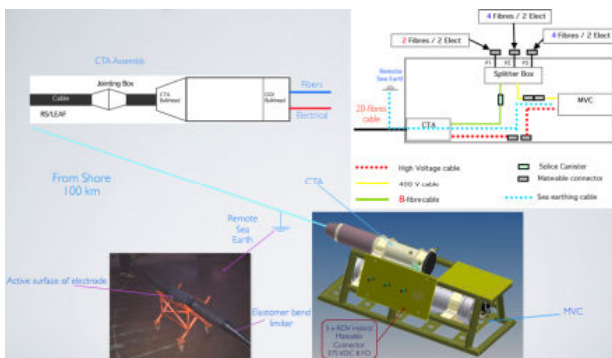 2 Fibres / 2 Elect
4 Fibres / 2 Elect
4 Fibres / 2 Elect
P1
P2
P3
Splitter Box
MVC
Remote
Sea Earth
20-fibres
cable
CTA
High Voltage cable
400 V cable
8-fibre cable
Splice Canister
Mateable connector
Sea earthing cable
CTA Assembly
Jointing Box
Cable
RS/LEAF
CTA
Bulkhead
Bulkhead
Fibers
Electrical
From Shore
100 km
CTA
Remote
Sea
Earth
Active surface of electrode
Elastomer bend
limiter
MVC
Mateable
Connector